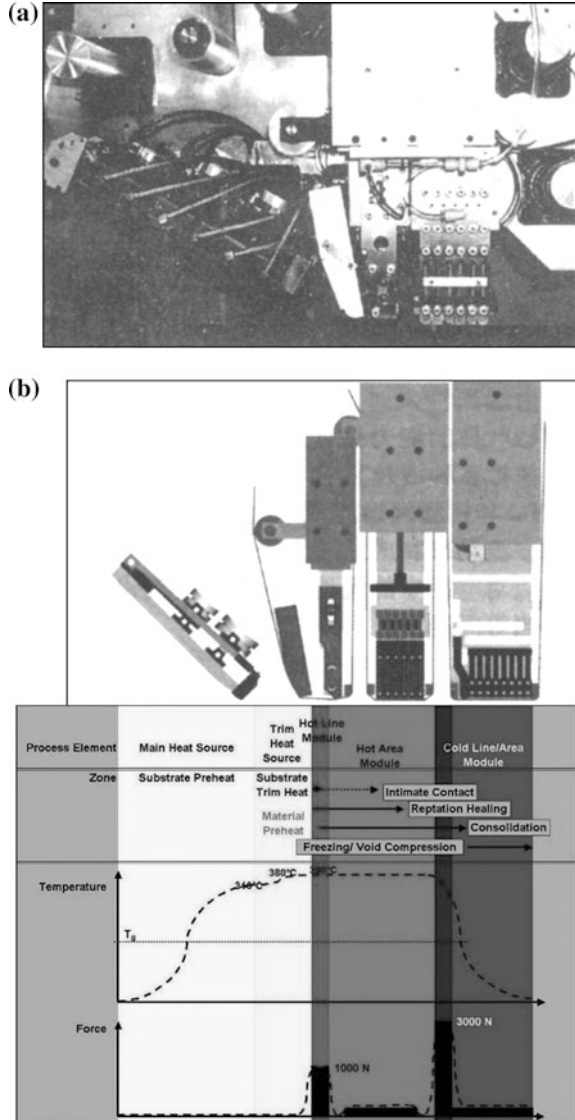 (a)
(b)
Process Element
Main Heat Source
Trim
Heat
Source
Hot Line
Module
Hot Area
Module
Cold Line/Area
Module
Zone
Substrate Preheat
Substrate
Trim Heat
Intimate Contact
Material
Preheat
Reptation Healing
Consolidation
Freezing/ Void Compression
Temperature
340°C
380°C
Tg
Force
1000 N
3000 N